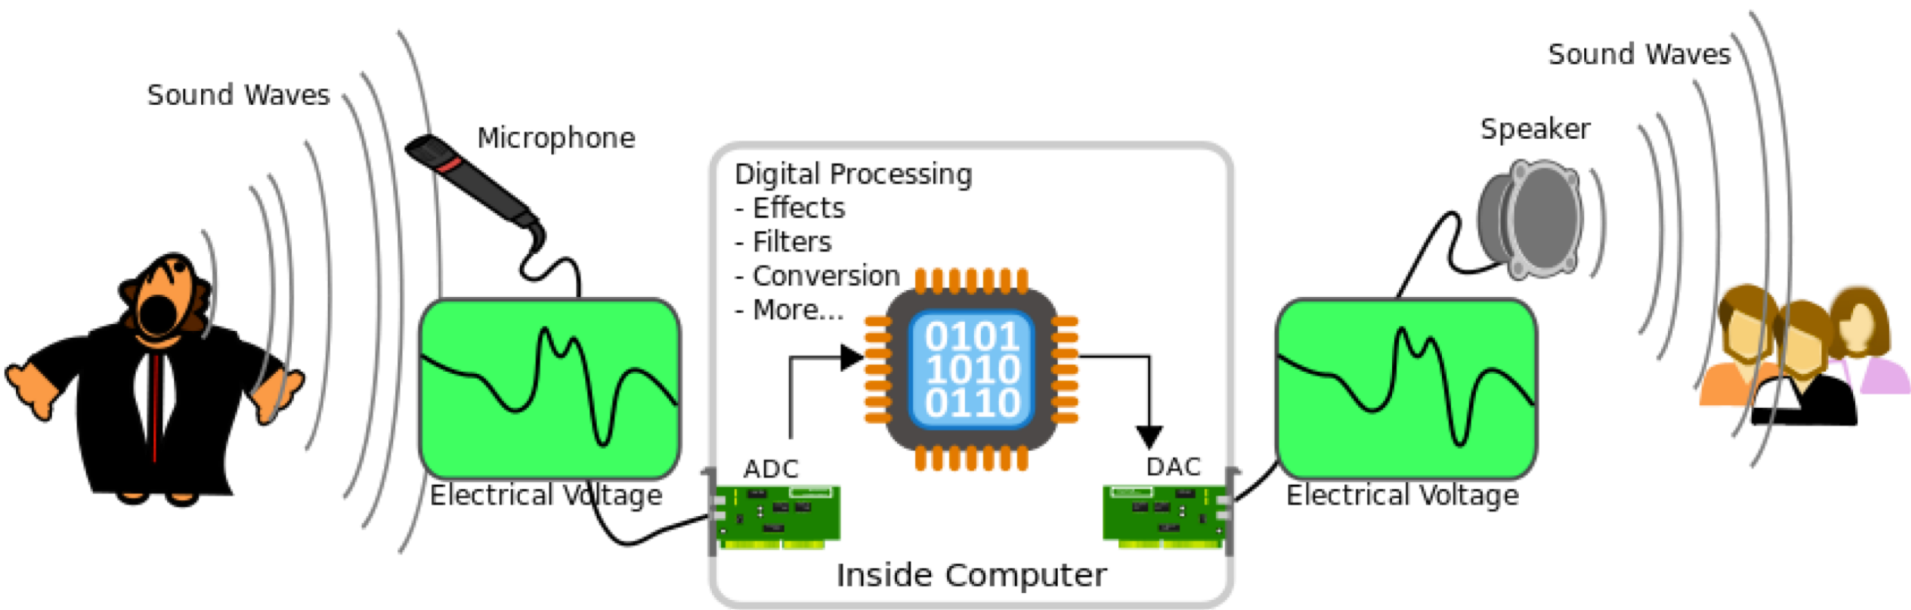 Sound Waves
Microphone
Electrical Voltage
Digital Processing
- Effects
- Filters
- Conversion
- More...
0101
1010
0110
ADC
DAC
Inside Computer
Electrical Voltage
Speaker
Sound Waves